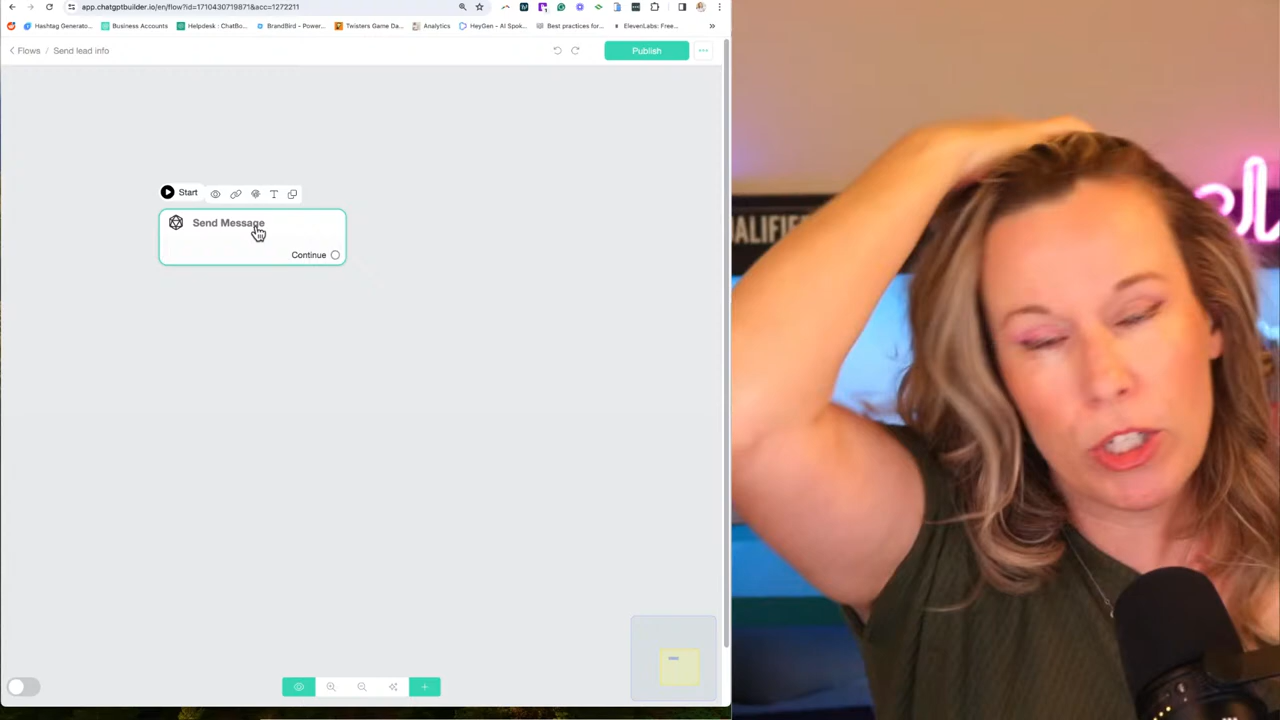 app.chatgptbuilder.io/en/flow?id=1710430719871&acc=1272211
Hashtag Generato...
Business Accounts
Helpdesk : ChatBo...
BrandBird - Power...
Twisters Game Da...
Analytics
HeyGen - AI Spok...
Best practices for...
ElevenLabs: Free...
Flows / Send lead info
Publish
Start
Send Message
Continue
ALIFIE